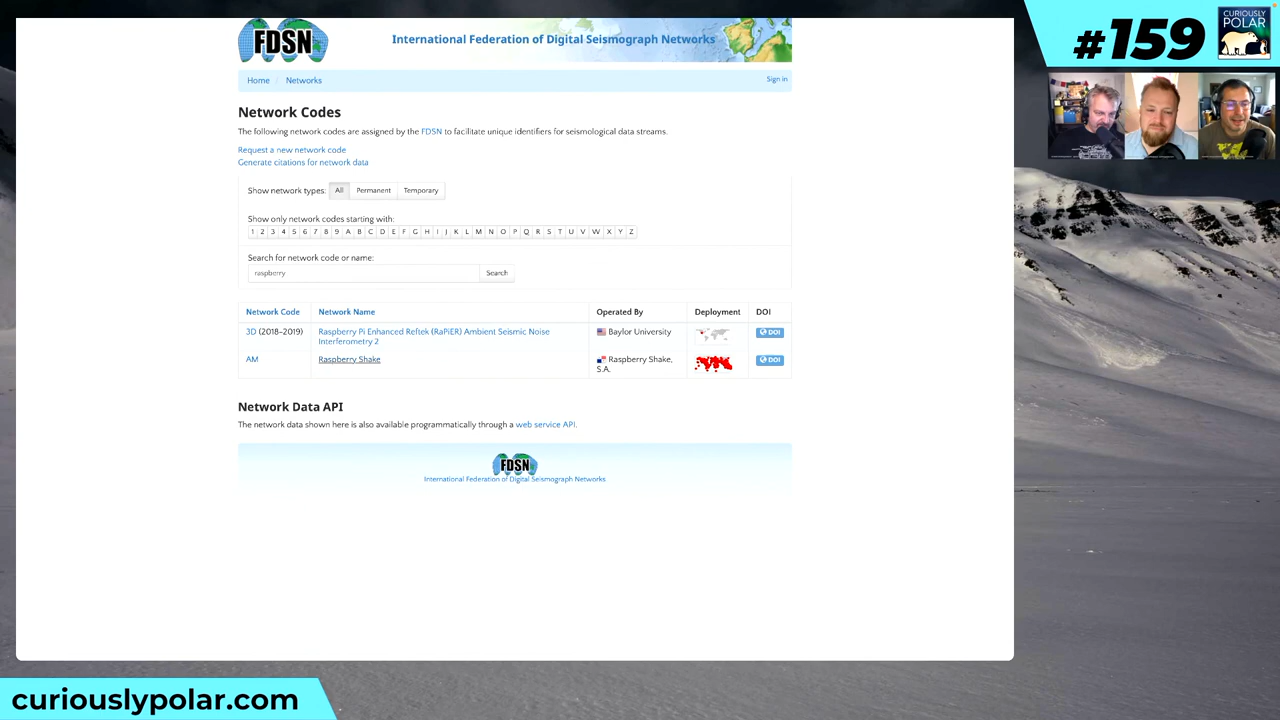 FDSN
International Federation of Digital Seismograph Networks
Home
Networks
Sign in
Network Codes
The following network codes are assigned by the FDSN to facilitate unique identifiers for seismological data streams.
Request a new network code
Generate citations for network data
Show network types: All Permanent Temporary
Show only network codes starting with:
1 2 3 4 5 6 7 8 9 A B C D E F G H I J K L M N O P Q R S T U V W X Y Z
Search for network code or name:
raspberry
Search
Network Code Network Name Operated By Deployment DOI
3D (2018–2019) Raspberry Pi Enhanced Reftek (RaPiER) Ambient Seismic Noise Baylor University DOI
Interferometry 2
AM Raspberry Shake Raspberry Shake, DOI
S.A.
Network Data API
The network data shown here is also available programmatically through a web service API.
FDSN
International Federation of Digital Seismograph Networks
#159
CURIOUSLY
POLAR
curiouslypolar.com